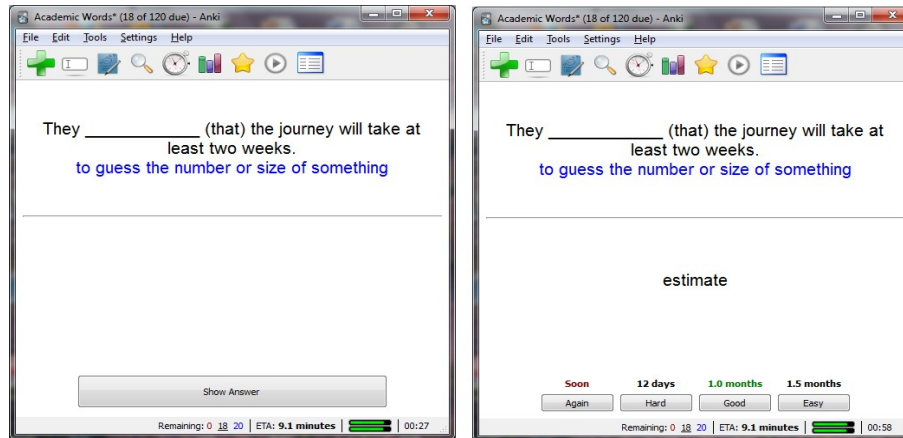 Academic Words* (18 of 120 due) - Anki
File Edit Tools Settings Help
They _____________ (that) the journey will take at
least two weeks.
to guess the number or size of something
Show Answer
Remaining: 0 18 20 | ETA: 9.1 minutes | | 00:27
Academic Words* (18 of 120 due) - Anki
File Edit Tools Settings Help
They _____________ (that) the journey will take at
least two weeks.
to guess the number or size of something
estimate
Soon 12 days 1.0 months 1.5 months
Again Hard Good Easy
Remaining: 0 18 20 | ETA: 9.1 minutes | | 00:58